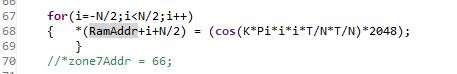 67 for(i=-N/2;i<N/2;i++)
68 { *(RamAddr+i+N/2) = (cos(K*Pi*i*i*T/N*T/N)*2048);
69 }
70 //*zone7Addr = 66;